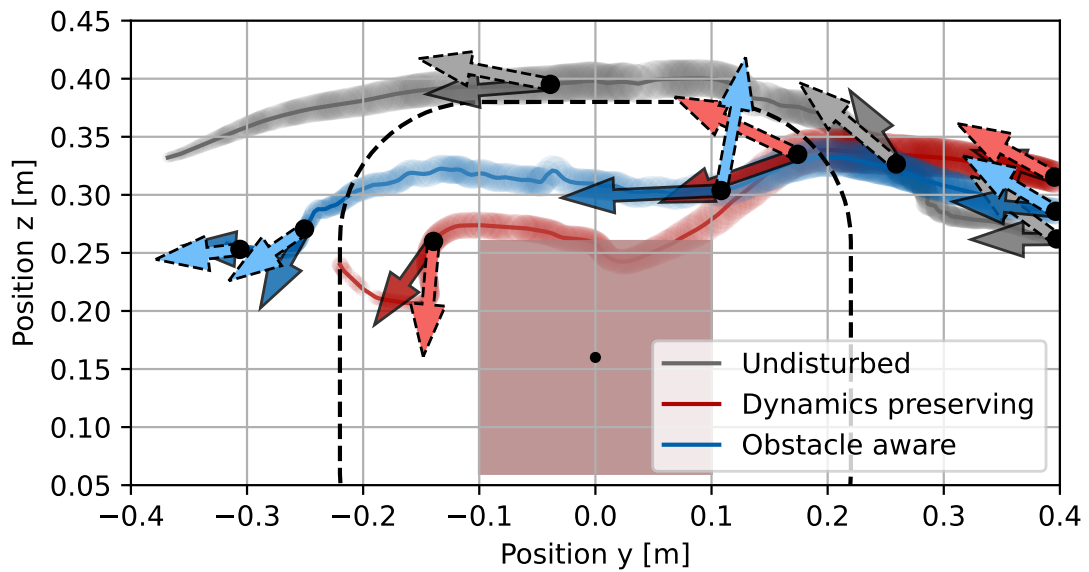 0.45
0.40
0.35
0.30
0.25
0.20
0.15
0.10
0.05
Position z [m]
Undisturbed
Dynamics preserving
Obstacle aware
−0.4 −0.3 −0.2 −0.1 0.0 0.1 0.2 0.3 0.4
Position y [m]